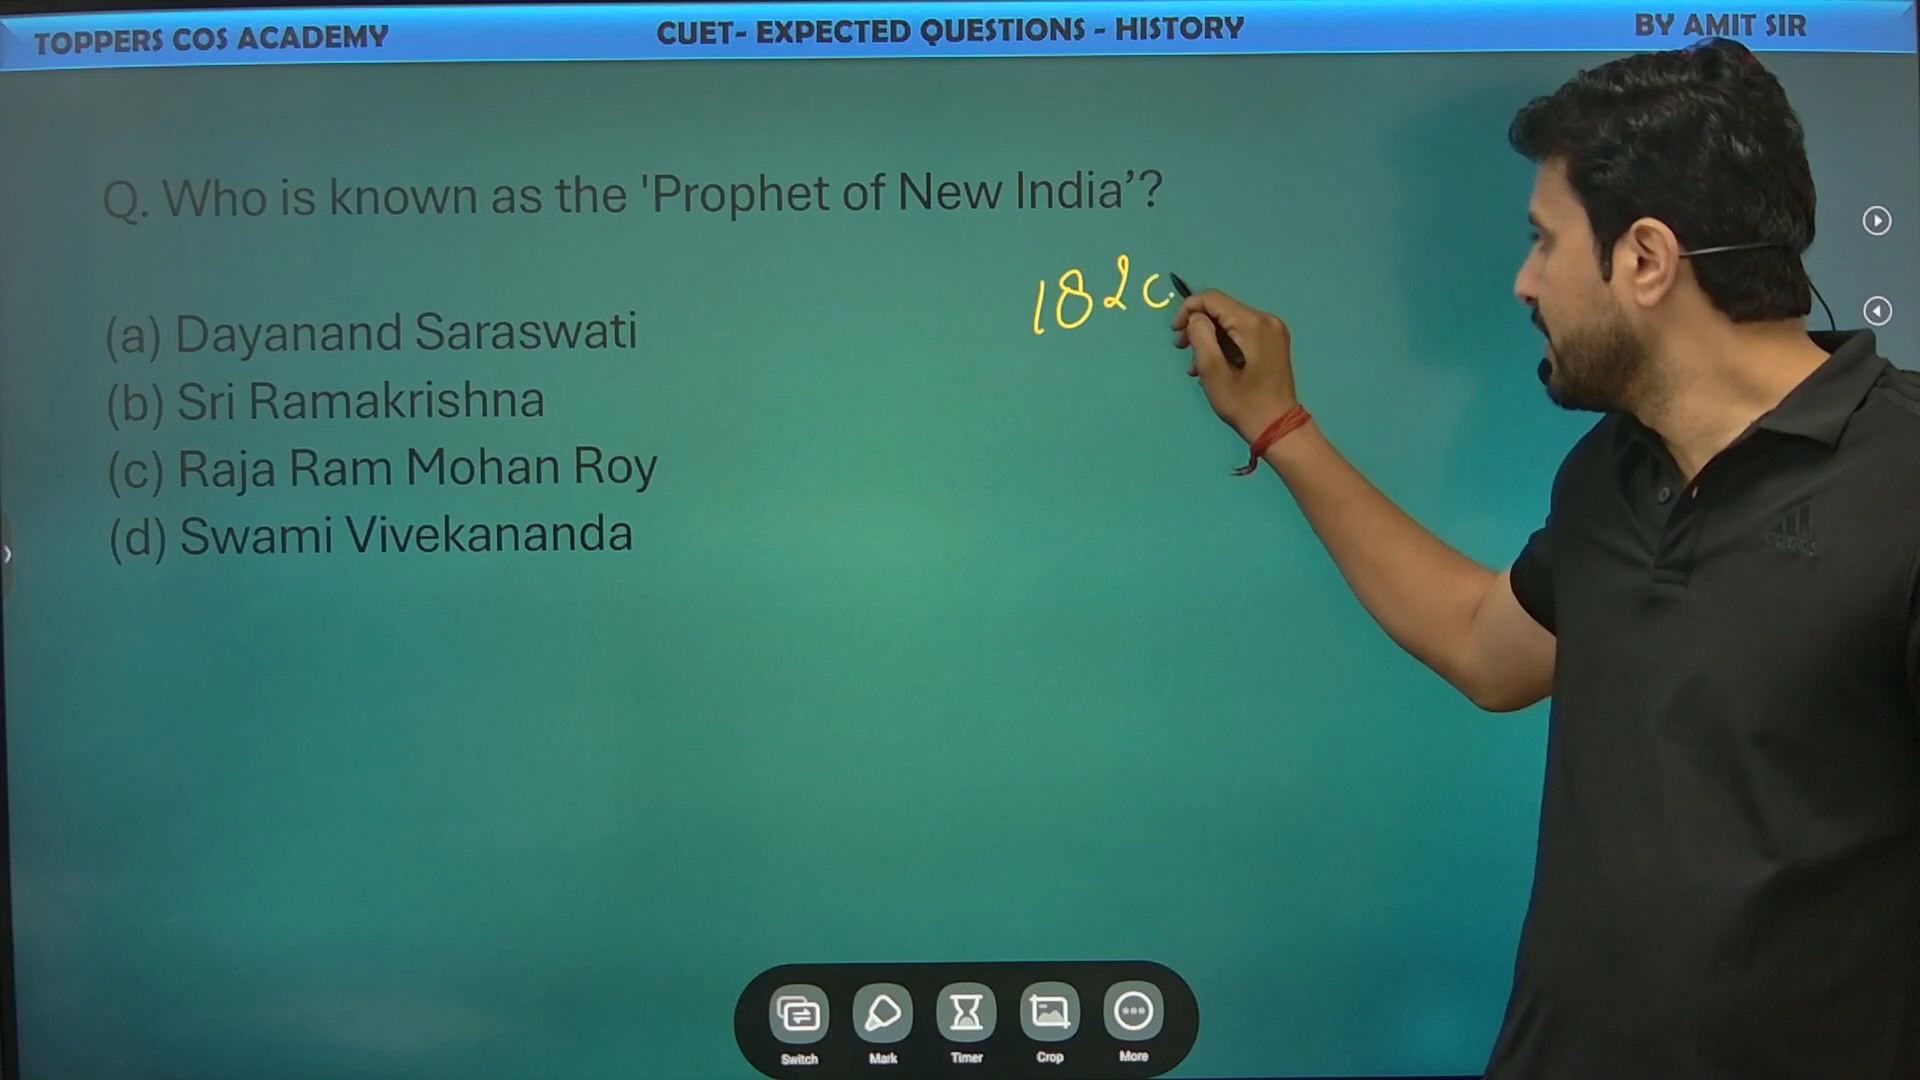 TOPPERS COS ACADEMY CUET- EXPECTED QUESTIONS - HISTORY BY AMIT SIR
Q. Who is known as the 'Prophet of New India’?
182
(a) Dayanand Saraswati
(b) Sri Ramakrishna
(c) Raja Ram Mohan Roy
(d) Swami Vivekananda
adidas
Switch Mark Timer Crop More